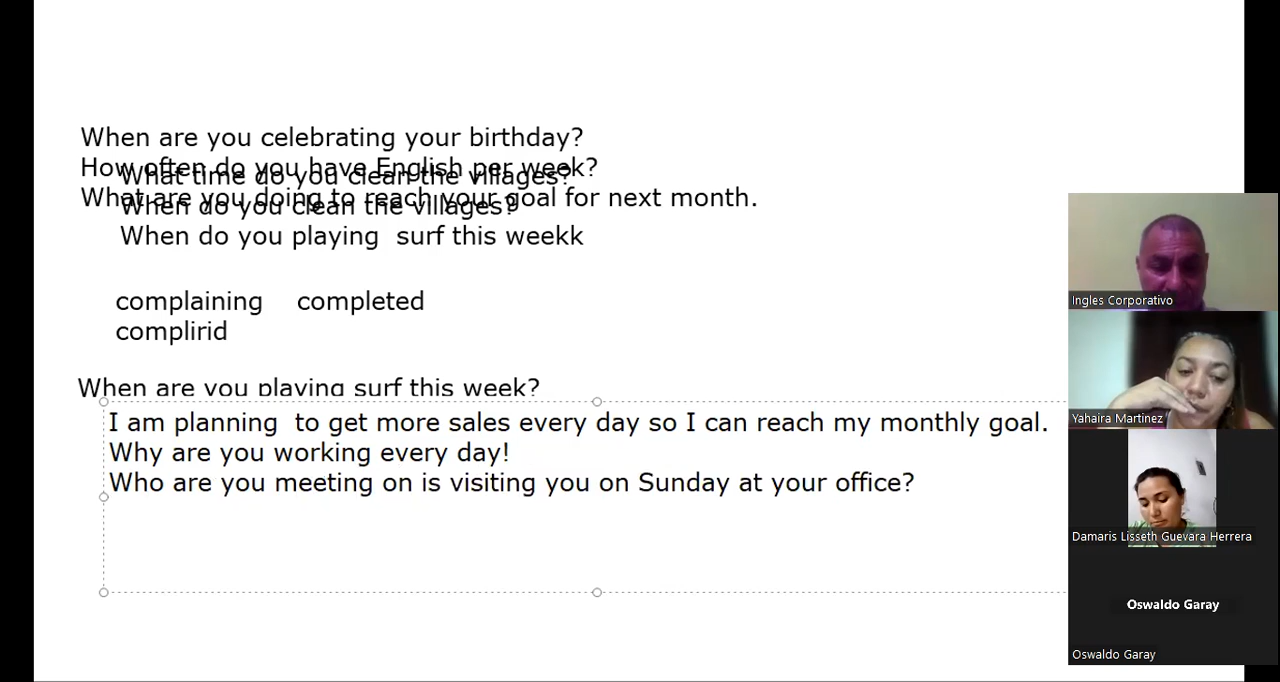 When are you celebrating your birthday?
How often do you have English per week?
What time do you clean the villages?
What are you doing to reach your goal for next month.
When do you clean the villages?
When do you playing surf this weekk
complaining completed
complirid
When are you playing surf this week?
I am planning to get more sales every day so I can reach my monthly goal.
Why are you working every day!
Who are you meeting on is visiting you on Sunday at your office?
Ingles Corporativo
Yahaira Martinez
Damaris Lisseth Guevara Herrera
Oswaldo Garay
Oswaldo Garay